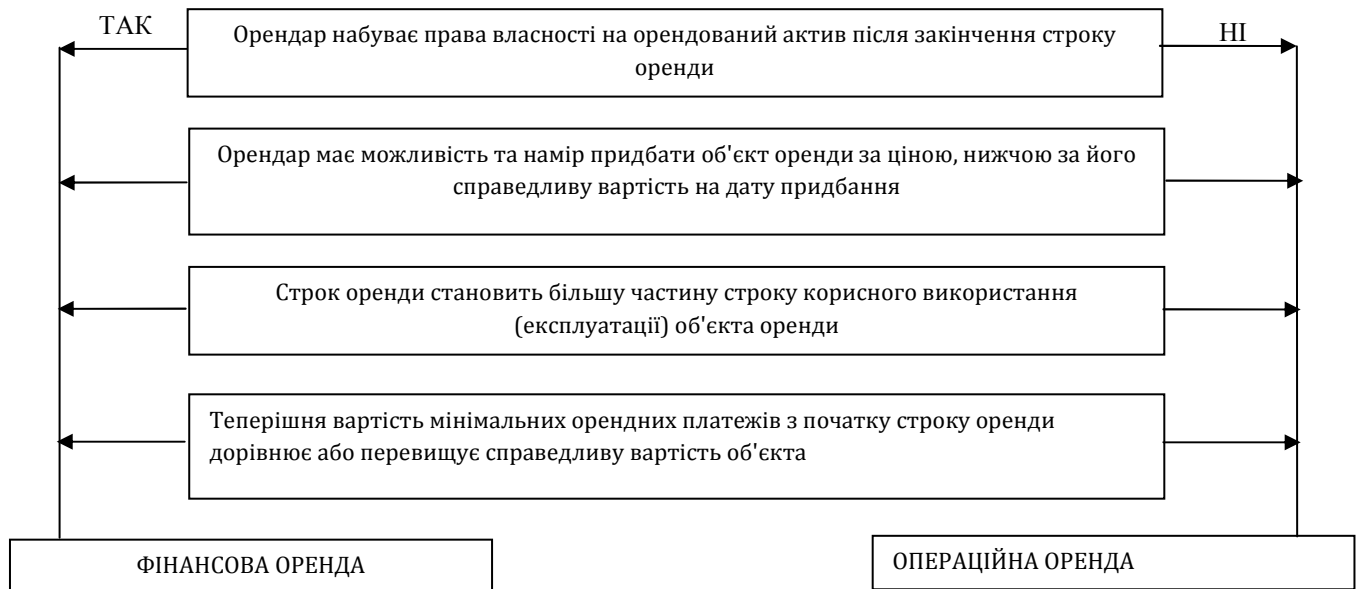 ТАК
Орендар набуває права власності на орендований актив після закінчення строку
оренди
НІ
Орендар має можливість та намір придбати об'єкт оренди за ціною, нижчою за його
справедливу вартість на дату придбання
Строк оренди становить більшу частину строку корисного використання
(експлуатації) об'єкта оренди
Теперішня вартість мінімальних орендних платежів з початку строку оренди
дорівнює або перевищує справедливу вартість об'єкта
ФІНАНСОВА ОРЕНДА
ОПЕРАЦІЙНА ОРЕНДА